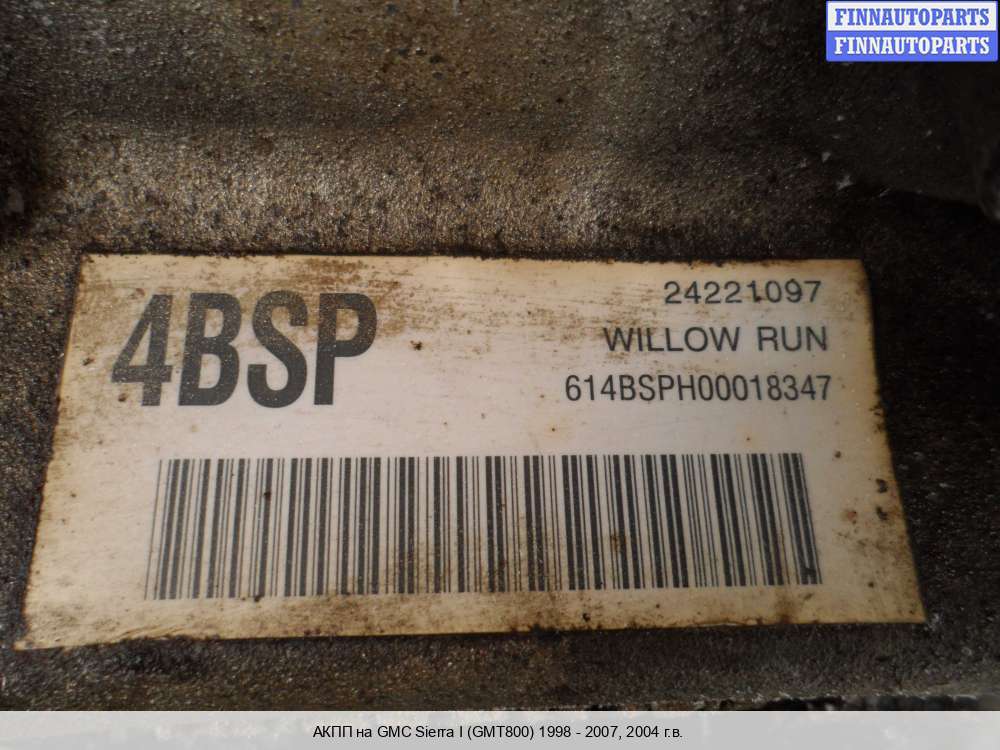 FINNAUTOPARTS
FINNAUTOPARTS
4BSP
24221097
WILLOW RUN
614BSPH00018347
АКПП на GMC Sierra I (GMT800) 1998 - 2007, 2004 г.в.